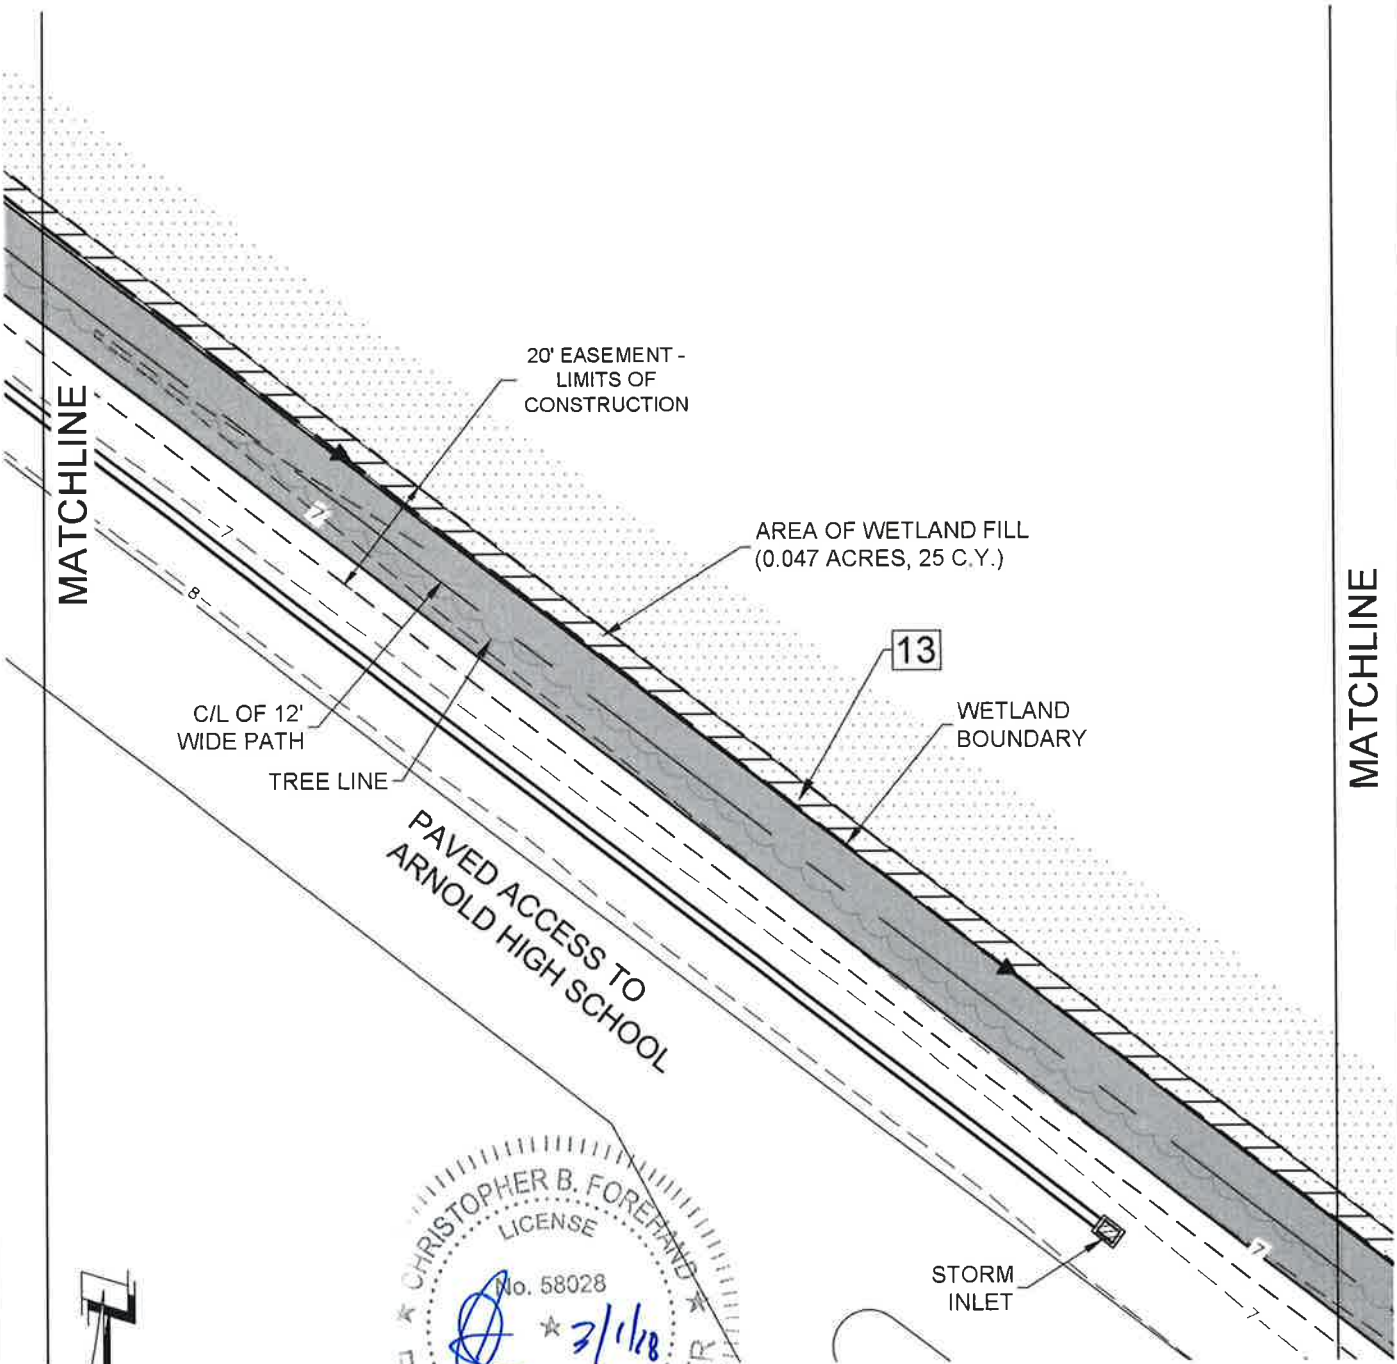 20' EASEMENT -
LIMITS OF
CONSTRUCTION
MATCHLINE
7
7
8
AREA OF WETLAND FILL
(0.047 ACRES, 25 C.Y.)
13
WETLAND
BOUNDARY
MATCHLINE
C/L OF 12'
WIDE PATH
TREE LINE
PAVED ACCESS TO
ARNOLD HIGH SCHOOL
STORM
INLET
7
7
CHRISTOPHER B. FOREHAND
LICENSE
No. 58028
3/1/18